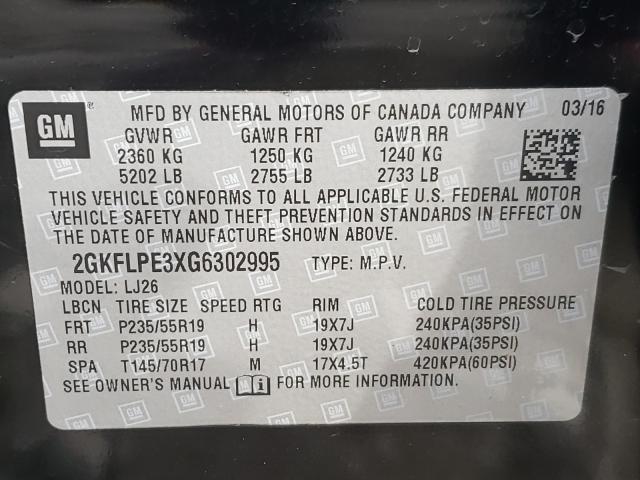 GM ® MFD BY GENERAL MOTORS OF CANADA COMPANY 03/16
GVWR GAWR FRT GAWR RR
2360 KG 1250 KG 1240 KG
5202 LB 2755 LB 2733 LB
THIS VEHICLE CONFORMS TO ALL APPLICABLE U.S. FEDERAL MOTOR
VEHICLE SAFETY AND THEFT PREVENTION STANDARDS IN EFFECT ON
THE DATE OF MANUFACTURE SHOWN ABOVE.
2GKFLPE3XG6302995 TYPE: M.P.V.
MODEL: LJ26
LBCN TIRE SIZE SPEED RTG RIM COLD TIRE PRESSURE
FRT P235/55R19 H 19X7J 240KPA(35PSI)
RR P235/55R19 H 19X7J 240KPA(35PSI)
SPA T145/70R17 M 17X4.5T 420KPA(60PSI)
SEE OWNER'S MANUAL FOR MORE INFORMATION.